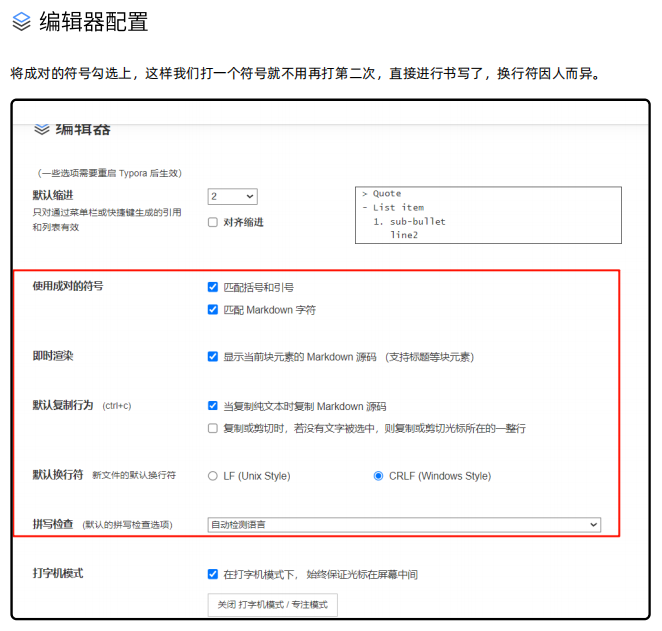 编辑器配置
将成对的符号勾选上，这样我们打一个符号就不用再打第二次，直接进行书写了，换行符因人而异。
编辑器
（一些选项需要重启 Typora 后生效）
默认缩进
2
只对通过菜单栏或快捷键生成的引用
和列表有效
对齐缩进
> Quote
- List item
1. sub-bullet
line2
使用成对的符号
匹配括号和引号
匹配 Markdown 字符
即时渲染
显示当前块元素的 Markdown 源码 （支持标题等块元素）
默认复制行为 (ctrl+c)
当复制纯文本时复制 Markdown 源码
复制或剪切时，若没有文字被选中，则复制或剪切光标所在的一整行
默认换行符 新文件的默认换行符
LF (Unix Style)
CRLF (Windows Style)
拼写检查 (默认的拼写检查选项)
自动检测语言
打字机模式
在打字机模式下， 始终保证光标在屏幕中间
关闭 打字机模式 / 专注模式